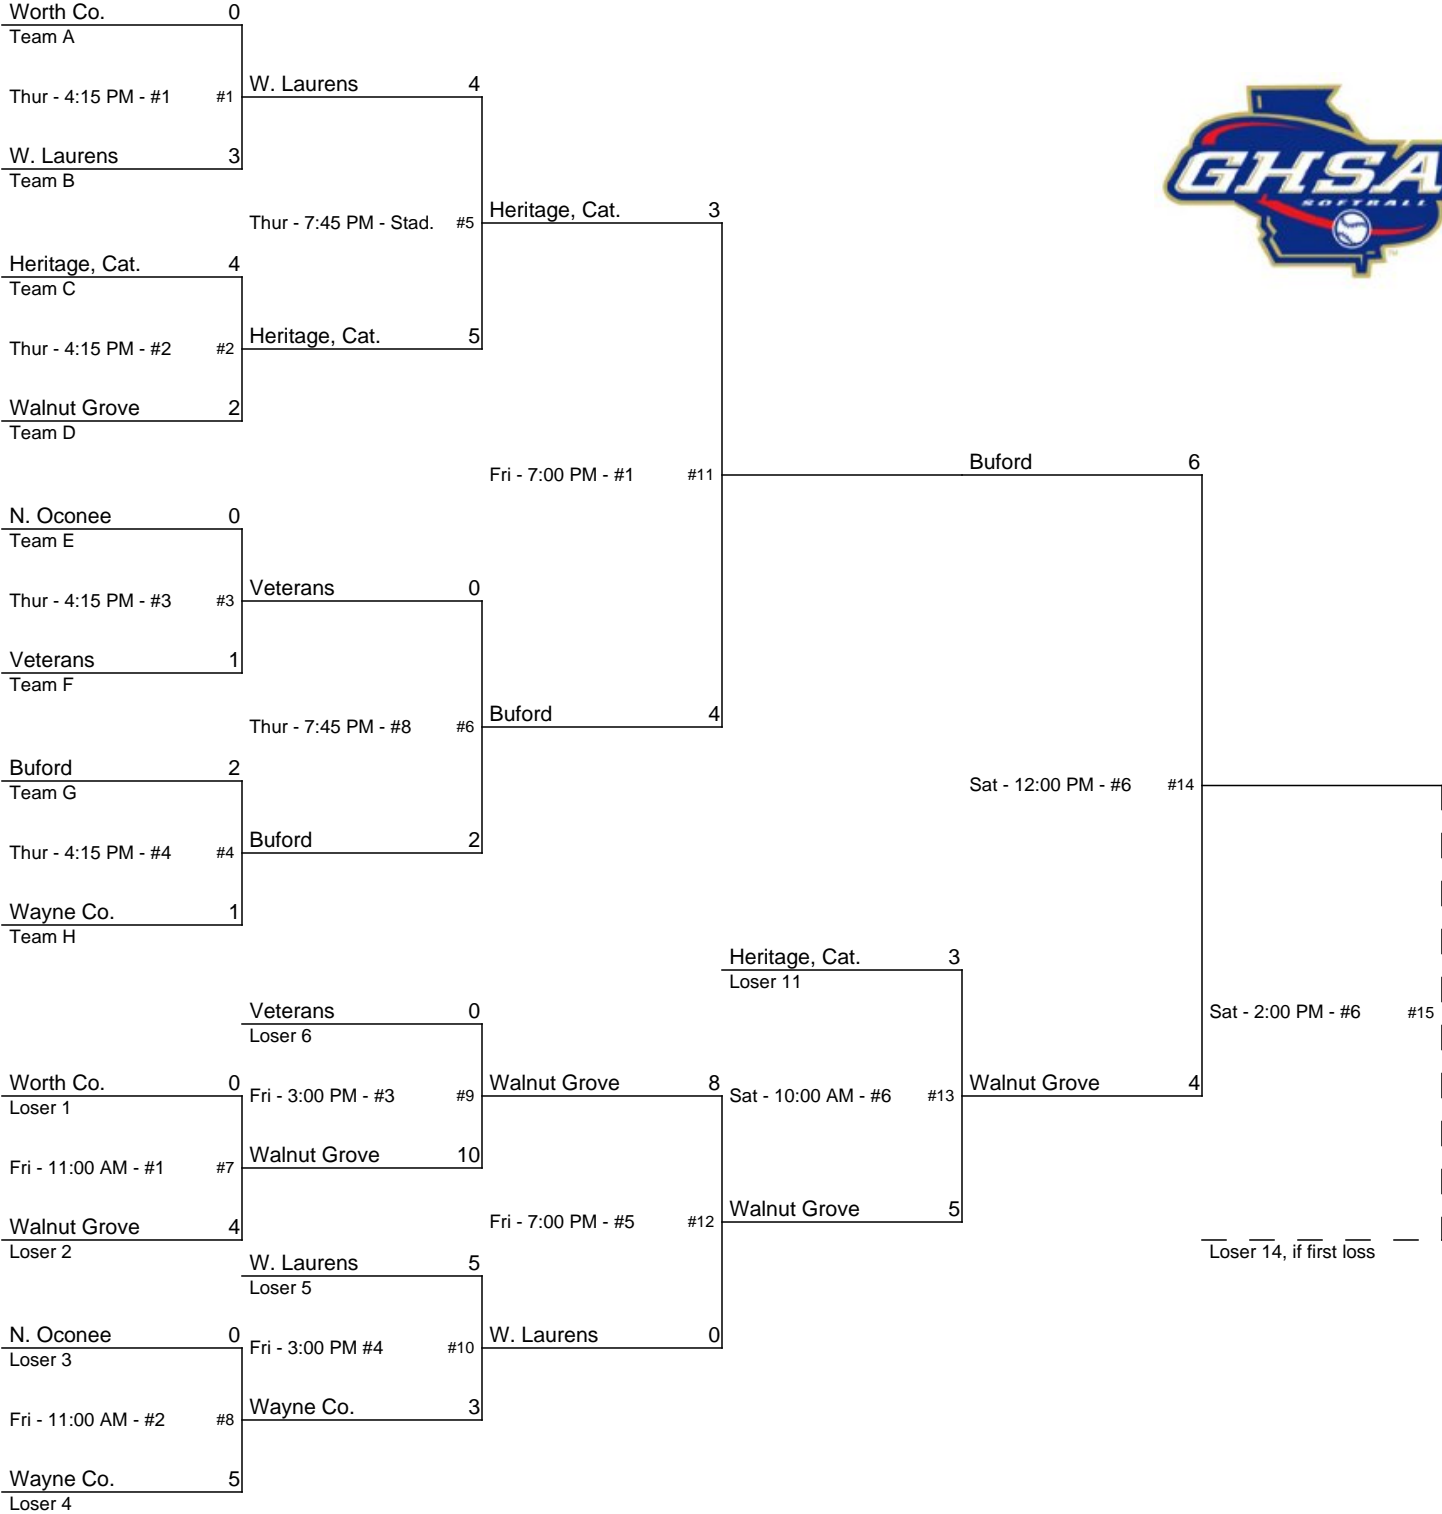 Worth Co. 0
Team A
Thur - 4:15 PM - #1 #1
W. Laurens 3
Team B
W. Laurens 4
Thur - 7:45 PM - Stad. #5
Heritage, Cat. 4
Team C
Thur - 4:15 PM - #2 #2
Walnut Grove 2
Team D
Heritage, Cat. 5
Heritage, Cat. 3
Fri - 7:00 PM - #1 #11
N. Oconee 0
Team E
Thur - 4:15 PM - #3 #3
Veterans 1
Team F
Veterans 0
Thur - 7:45 PM - #8 #6
Buford 2
Team G
Thur - 4:15 PM - #4 #4
Wayne Co. 1
Team H
Buford 2
Buford 4
Buford 6
Sat - 12:00 PM - #6 #14
GHSA
SOFTBALL
TM
Veterans 0
Loser 6
Worth Co. 0
Loser 1
Fri - 11:00 AM - #1 #7
Walnut Grove 4
Loser 2
Fri - 3:00 PM - #3 #9
Walnut Grove 10
W. Laurens 5
Loser 5
N. Oconee 0
Loser 3
Fri - 11:00 AM - #2 #8
Wayne Co. 5
Loser 4
Fri - 3:00 PM #4 #10
Wayne Co. 3
Walnut Grove 8
Fri - 7:00 PM - #5 #12
W. Laurens 0
Heritage, Cat. 3
Loser 11
Sat - 10:00 AM - #6 #13
Walnut Grove 5
Walnut Grove 4
Sat - 2:00 PM - #6 #15
Loser 14, if first loss